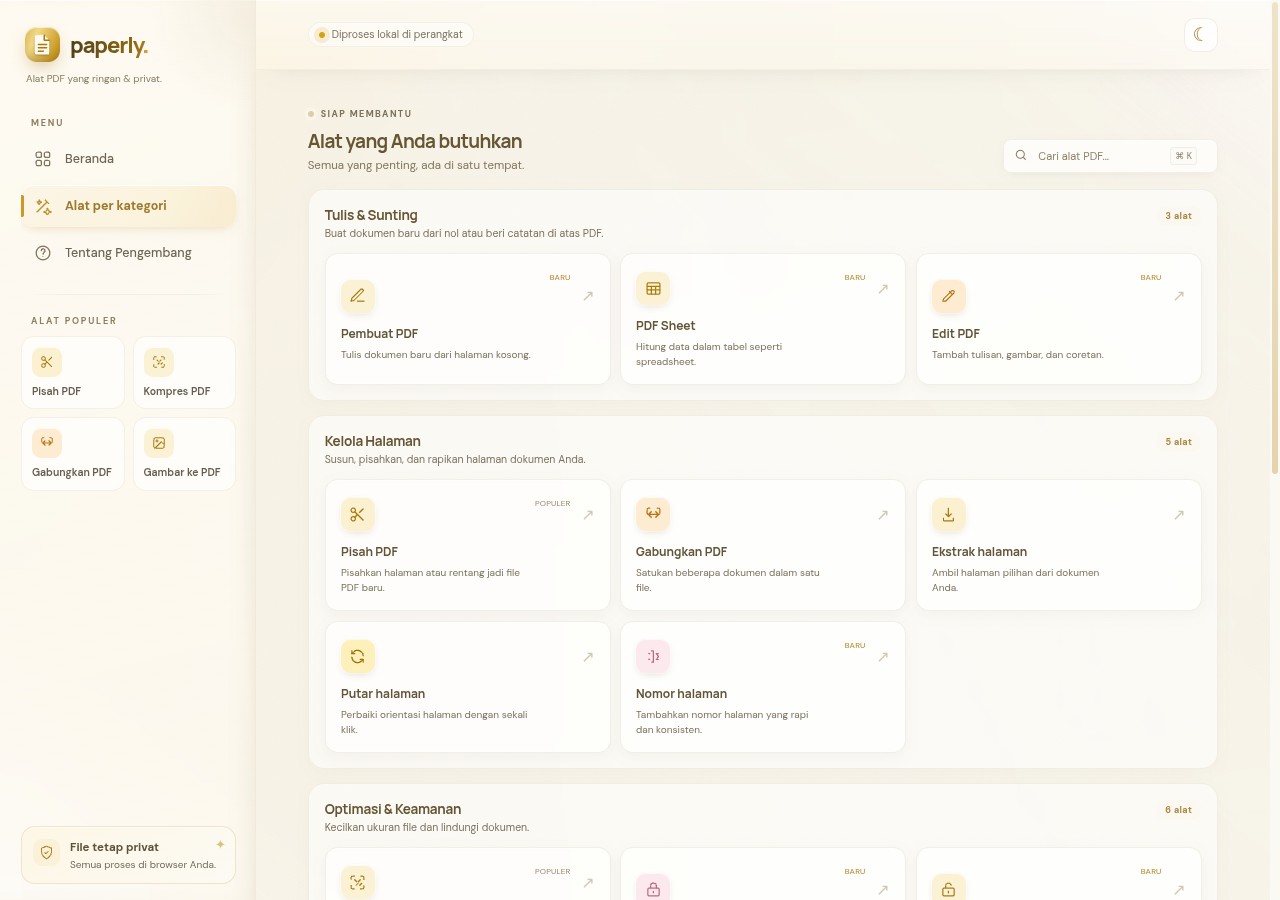 paperly.
Alat PDF yang ringan & privat.
MENU
Beranda
Alat per kategori
Tentang Pengembang
ALAT POPULER
Pisah PDF
Kompres PDF
Gabungkan PDF
Gambar ke PDF
File tetap privat
Semua proses di browser Anda.
Diproses lokal di perangkat
SIAP MEMBANTU
Alat yang Anda butuhkan
Semua yang penting, ada di satu tempat.
Cari alat PDF...
⌘ K
Tulis & Sunting
3 alat
Buat dokumen baru dari nol atau beri catatan di atas PDF.
BARU
Pembuat PDF
Tulis dokumen baru dari halaman kosong.
BARU
PDF Sheet
Hitung data dalam tabel seperti
spreadsheet.
BARU
Edit PDF
Tambah tulisan, gambar, dan coretan.
Kelola Halaman
5 alat
Susun, pisahkan, dan rapikan halaman dokumen Anda.
POPULER
Pisah PDF
Pisahkan halaman atau rentang jadi file
PDF baru.
Gabungkan PDF
Satukan beberapa dokumen dalam satu
file.
Ekstrak halaman
Ambil halaman pilihan dari dokumen
Anda.
Putar halaman
Perbaiki orientasi halaman dengan sekali
klik.
BARU
Nomor halaman
Tambahkan nomor halaman yang rapi
dan konsisten.
Optimasi & Keamanan
6 alat
Kecilkan ukuran file dan lindungi dokumen.
POPULER
BARU
BARU